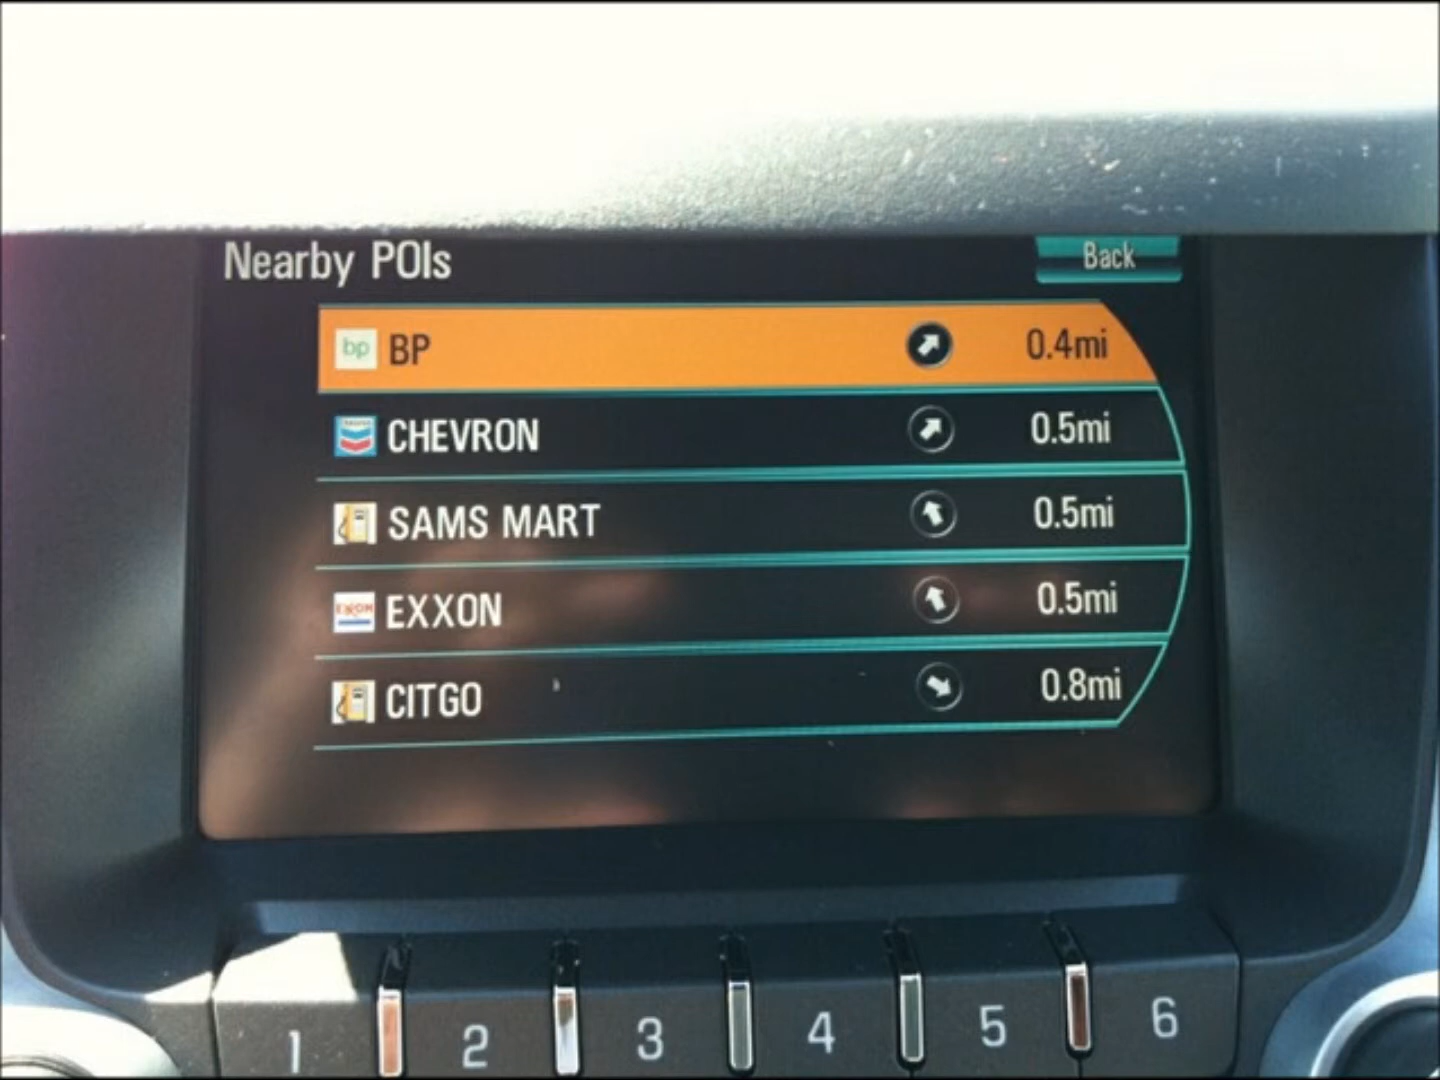 Nearby POIs Back
bp BP 0.4mi
CHEVRON 0.5mi
SAMS MART 0.5mi
EXXON EXXON 0.5mi
CITGO 0.8mi
1 2 3 4 5 6